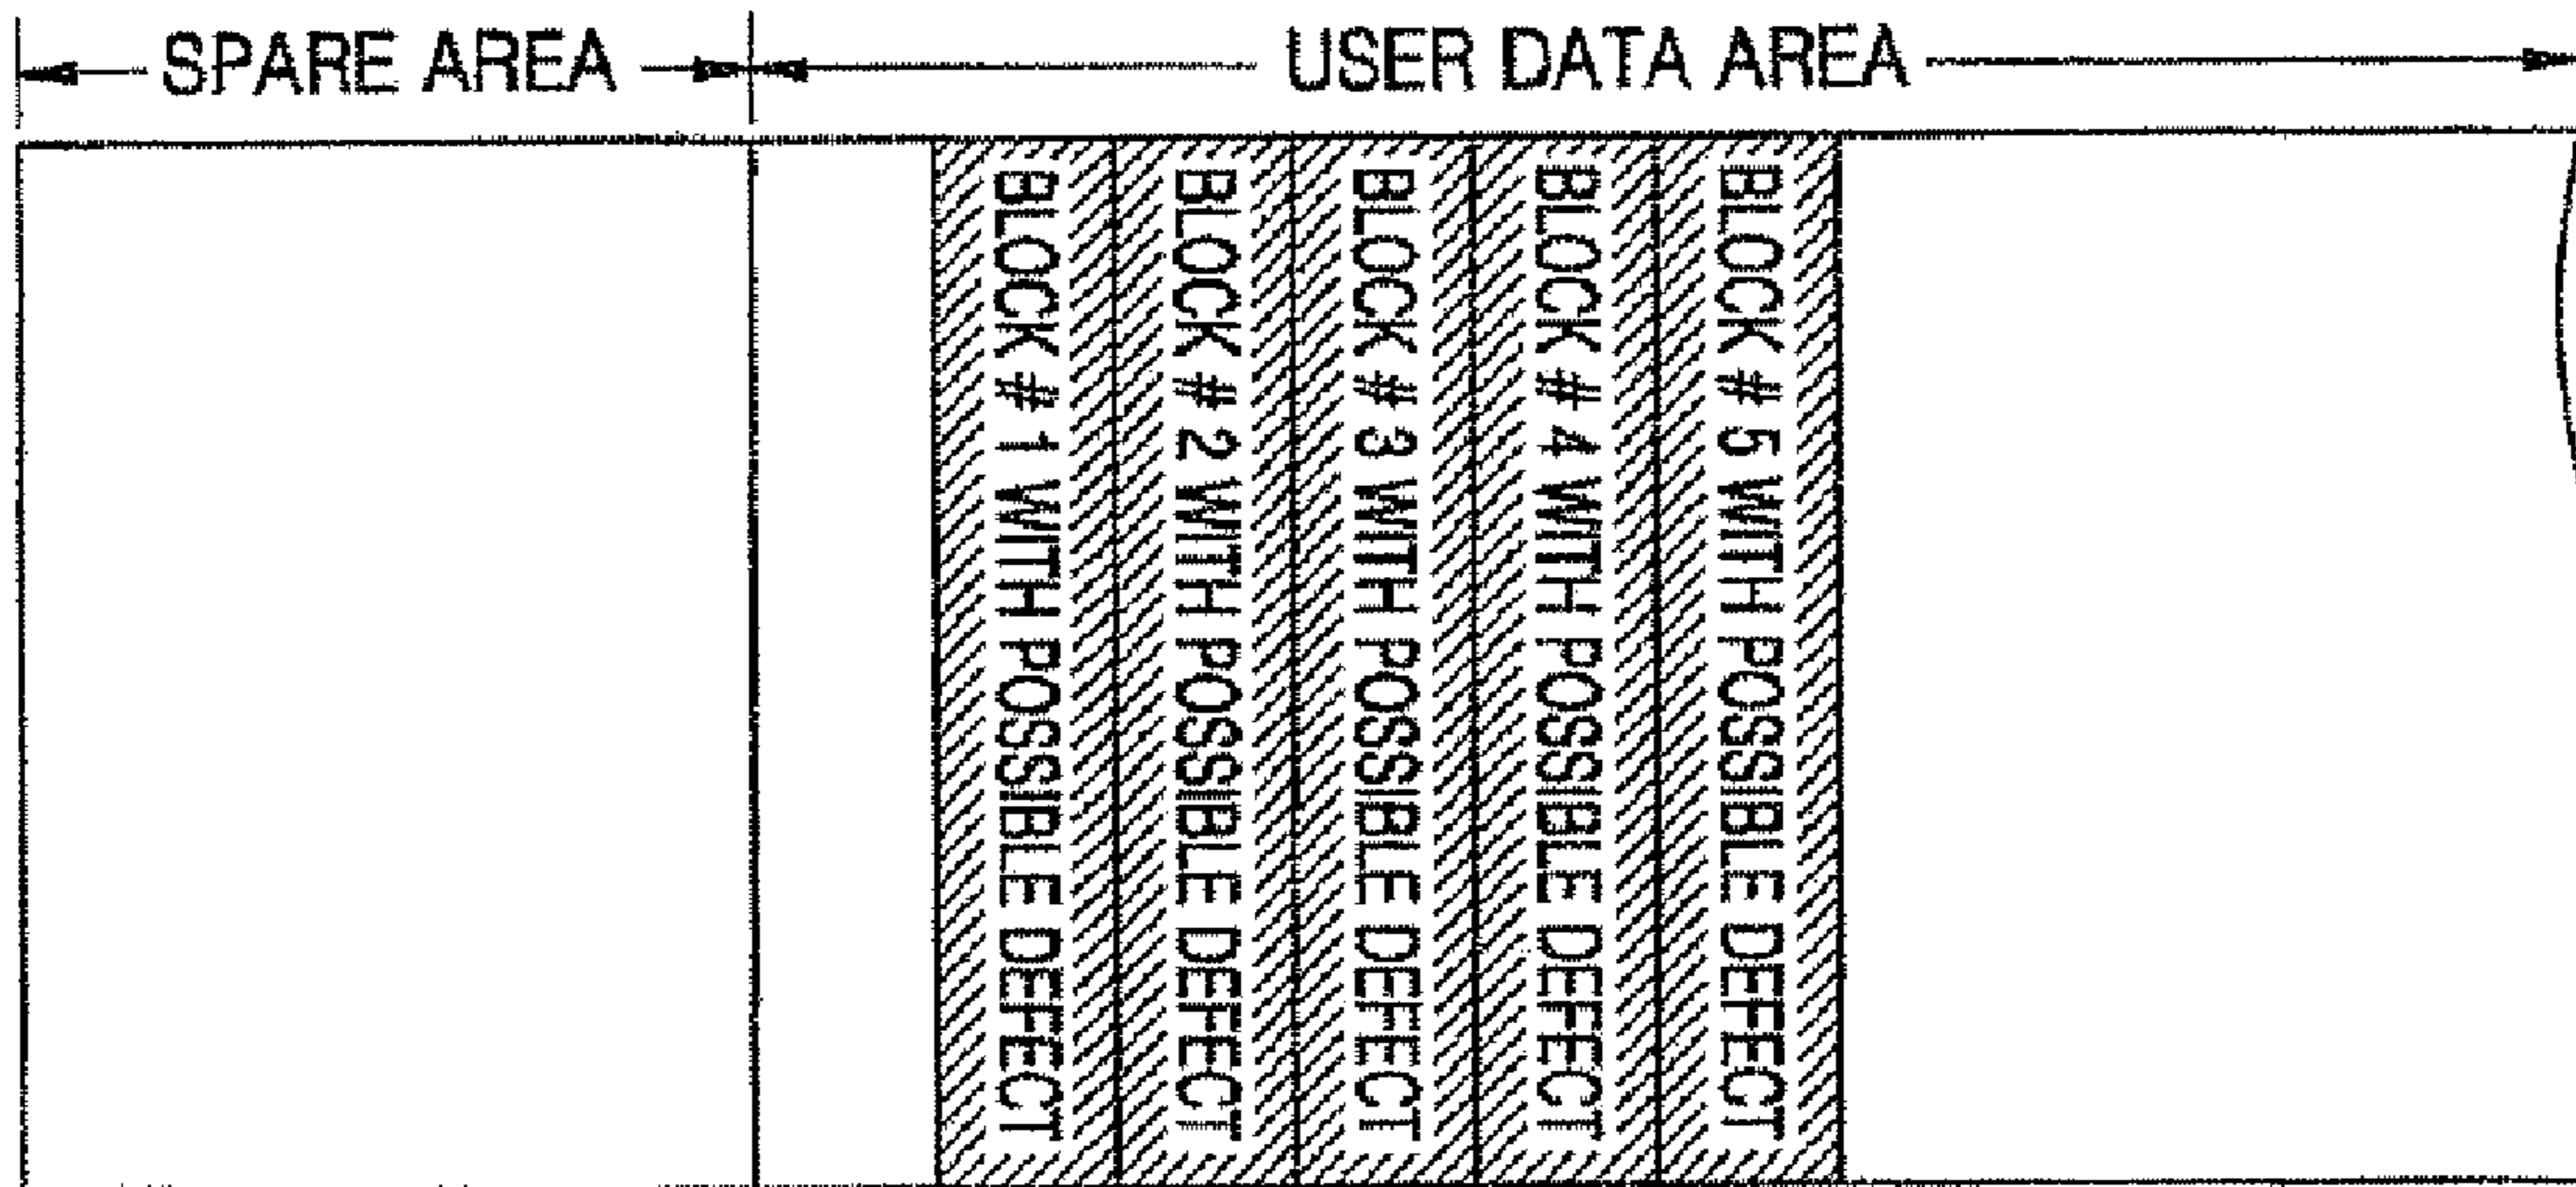 SPARE AREA
USER DATA AREA
BLOCK # 1 WITH POSSIBLE DEFECT
BLOCK # 2 WITH POSSIBLE DEFECT
BLOCK # 3 WITH POSSIBLE DEFECT
BLOCK # 4 WITH POSSIBLE DEFECT
BLOCK # 5 WITH POSSIBLE DEFECT